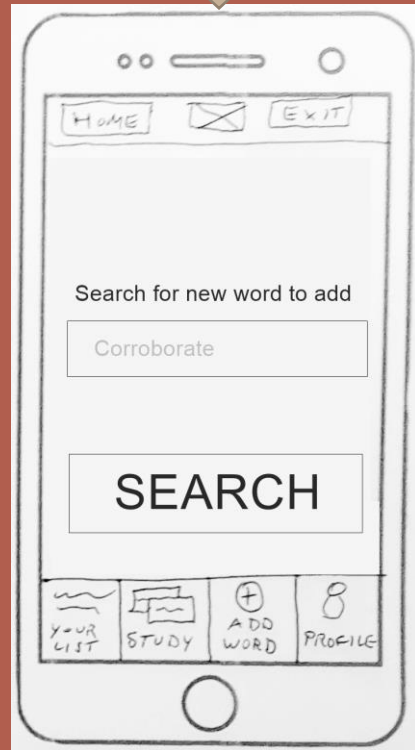 HOME EXIT
Search for new word to add
Corroborate
SEARCH
YOUR LIST
STUDY
ADD WORD
PROFILE